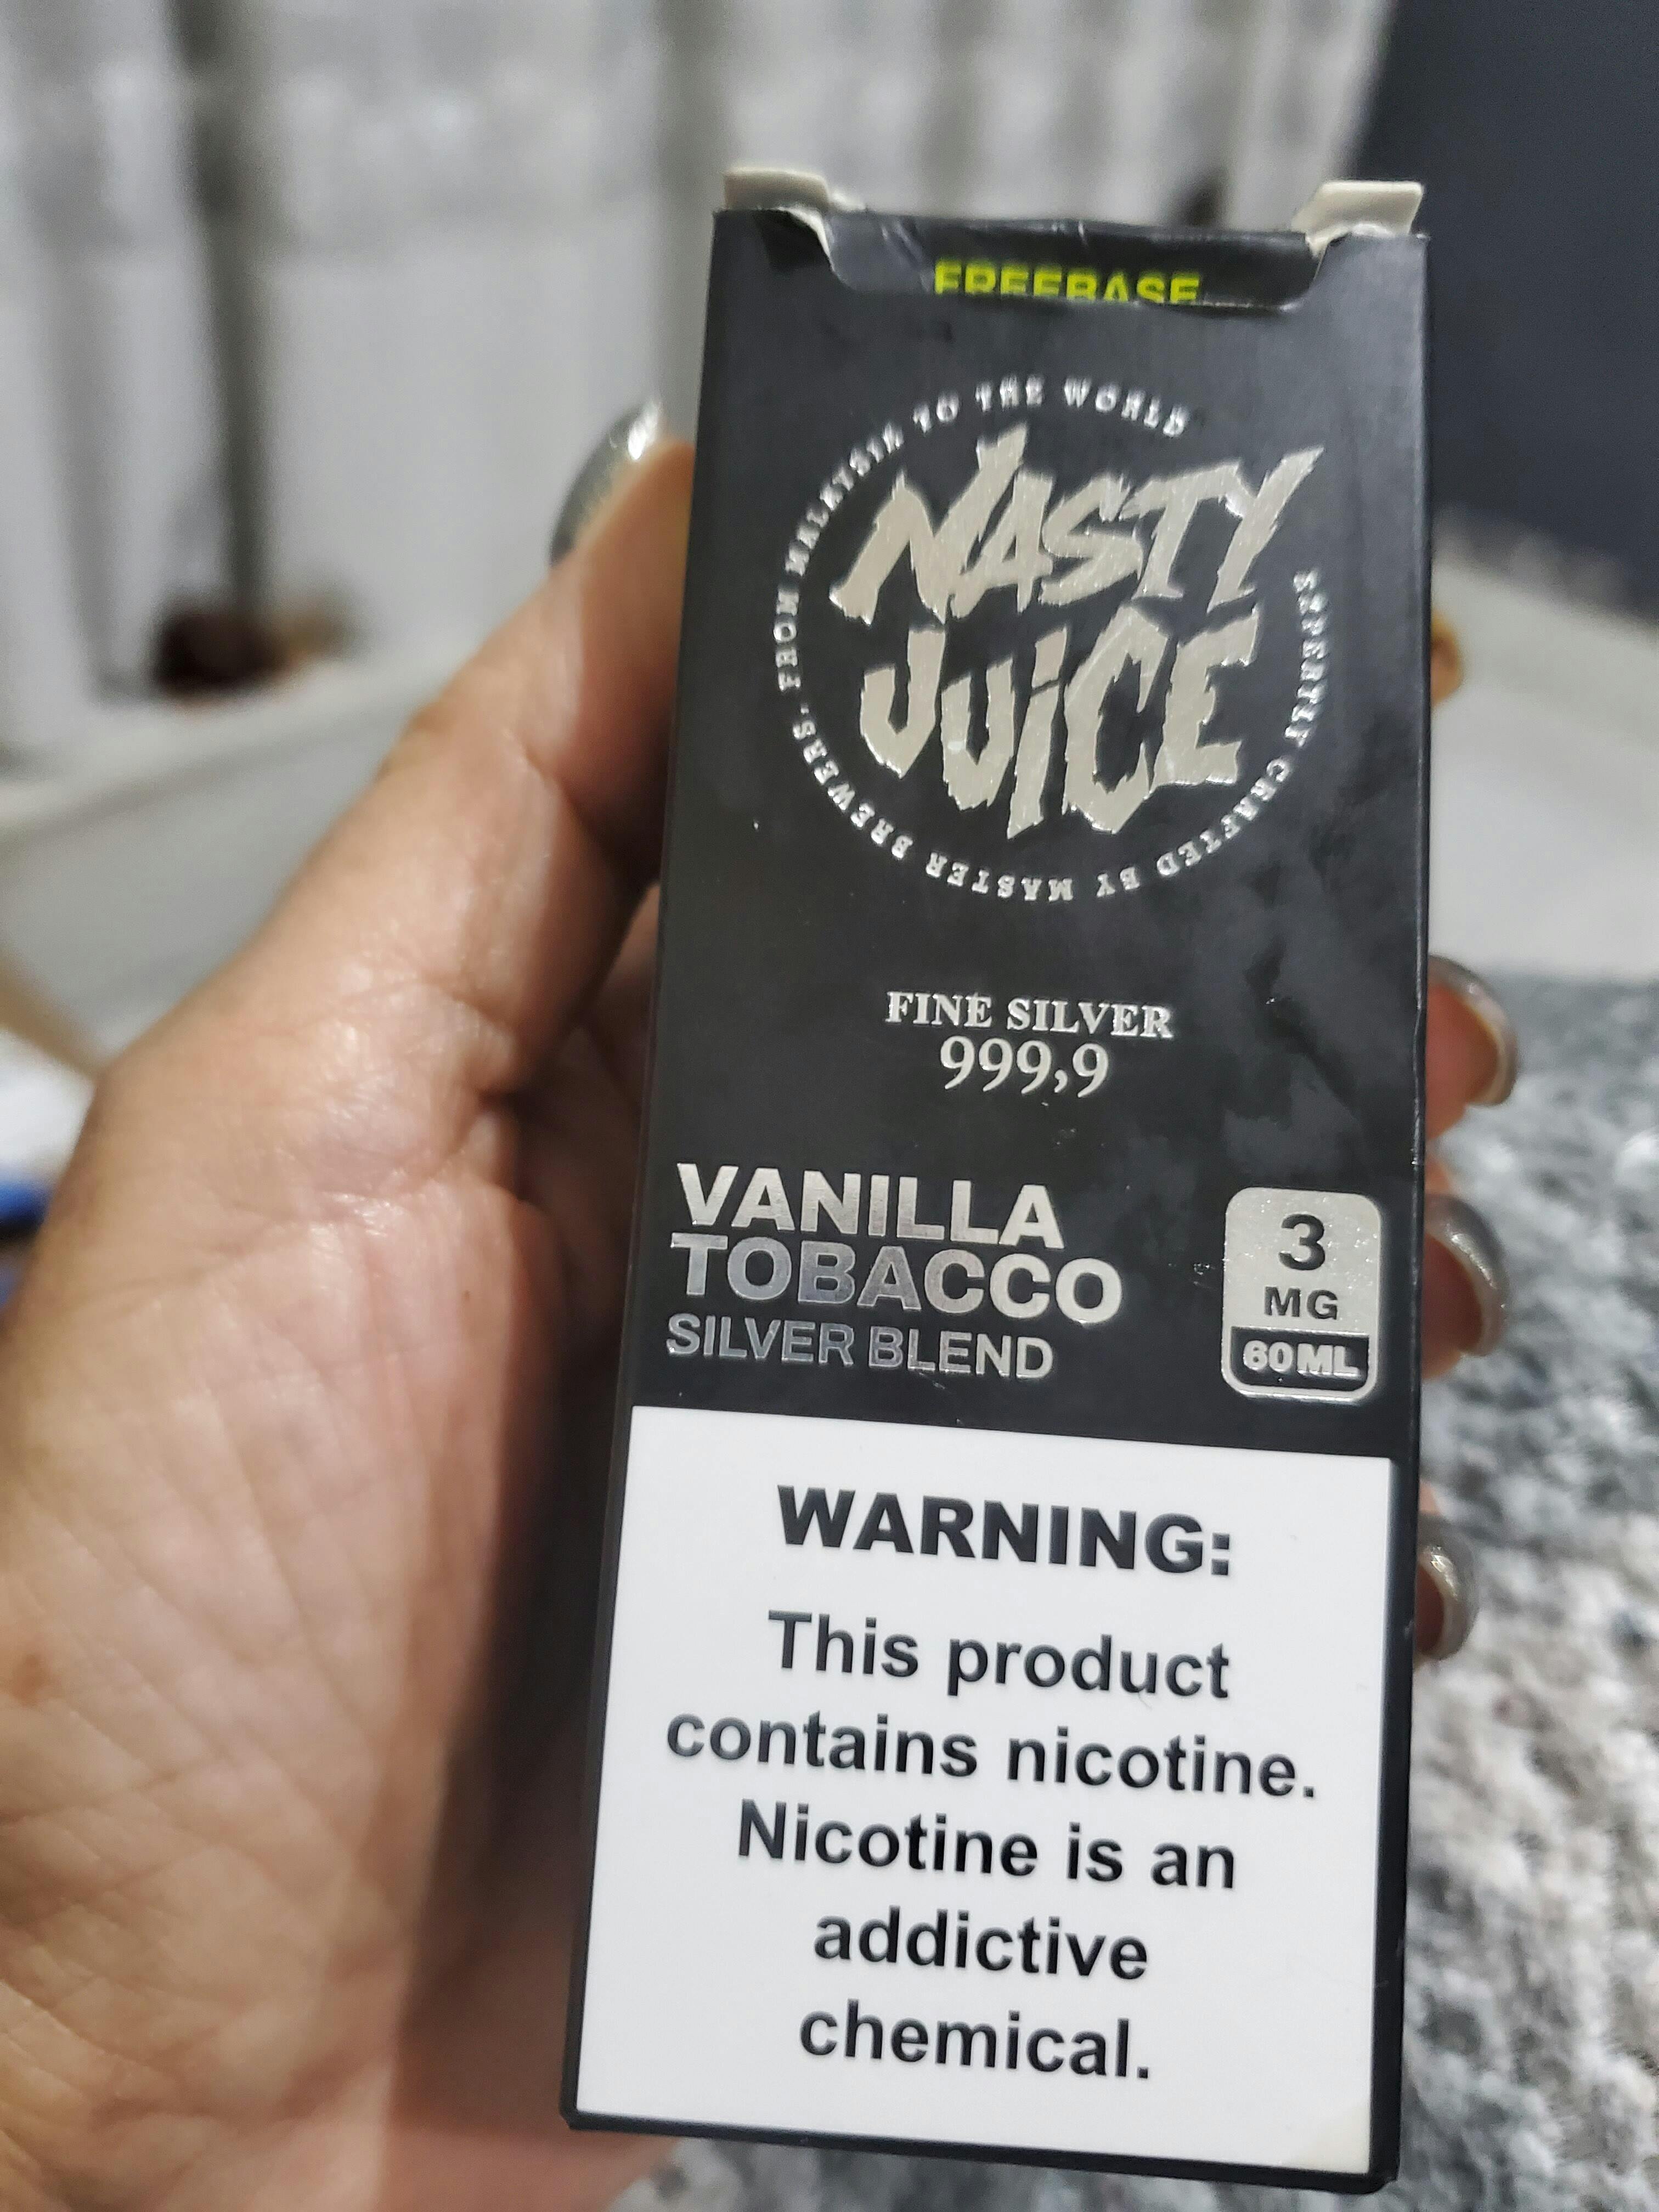 FREEBASE
EXPERTLY CRAFTED BY MASTER BREWERS, FROM MALAYSIA TO THE WORLD
NASTY
JUICE
FINE SILVER
999,9
VANILLA
TOBACCO
SILVER BLEND
3
MG
60ML
WARNING:
This product
contains nicotine.
Nicotine is an
addictive
chemical.